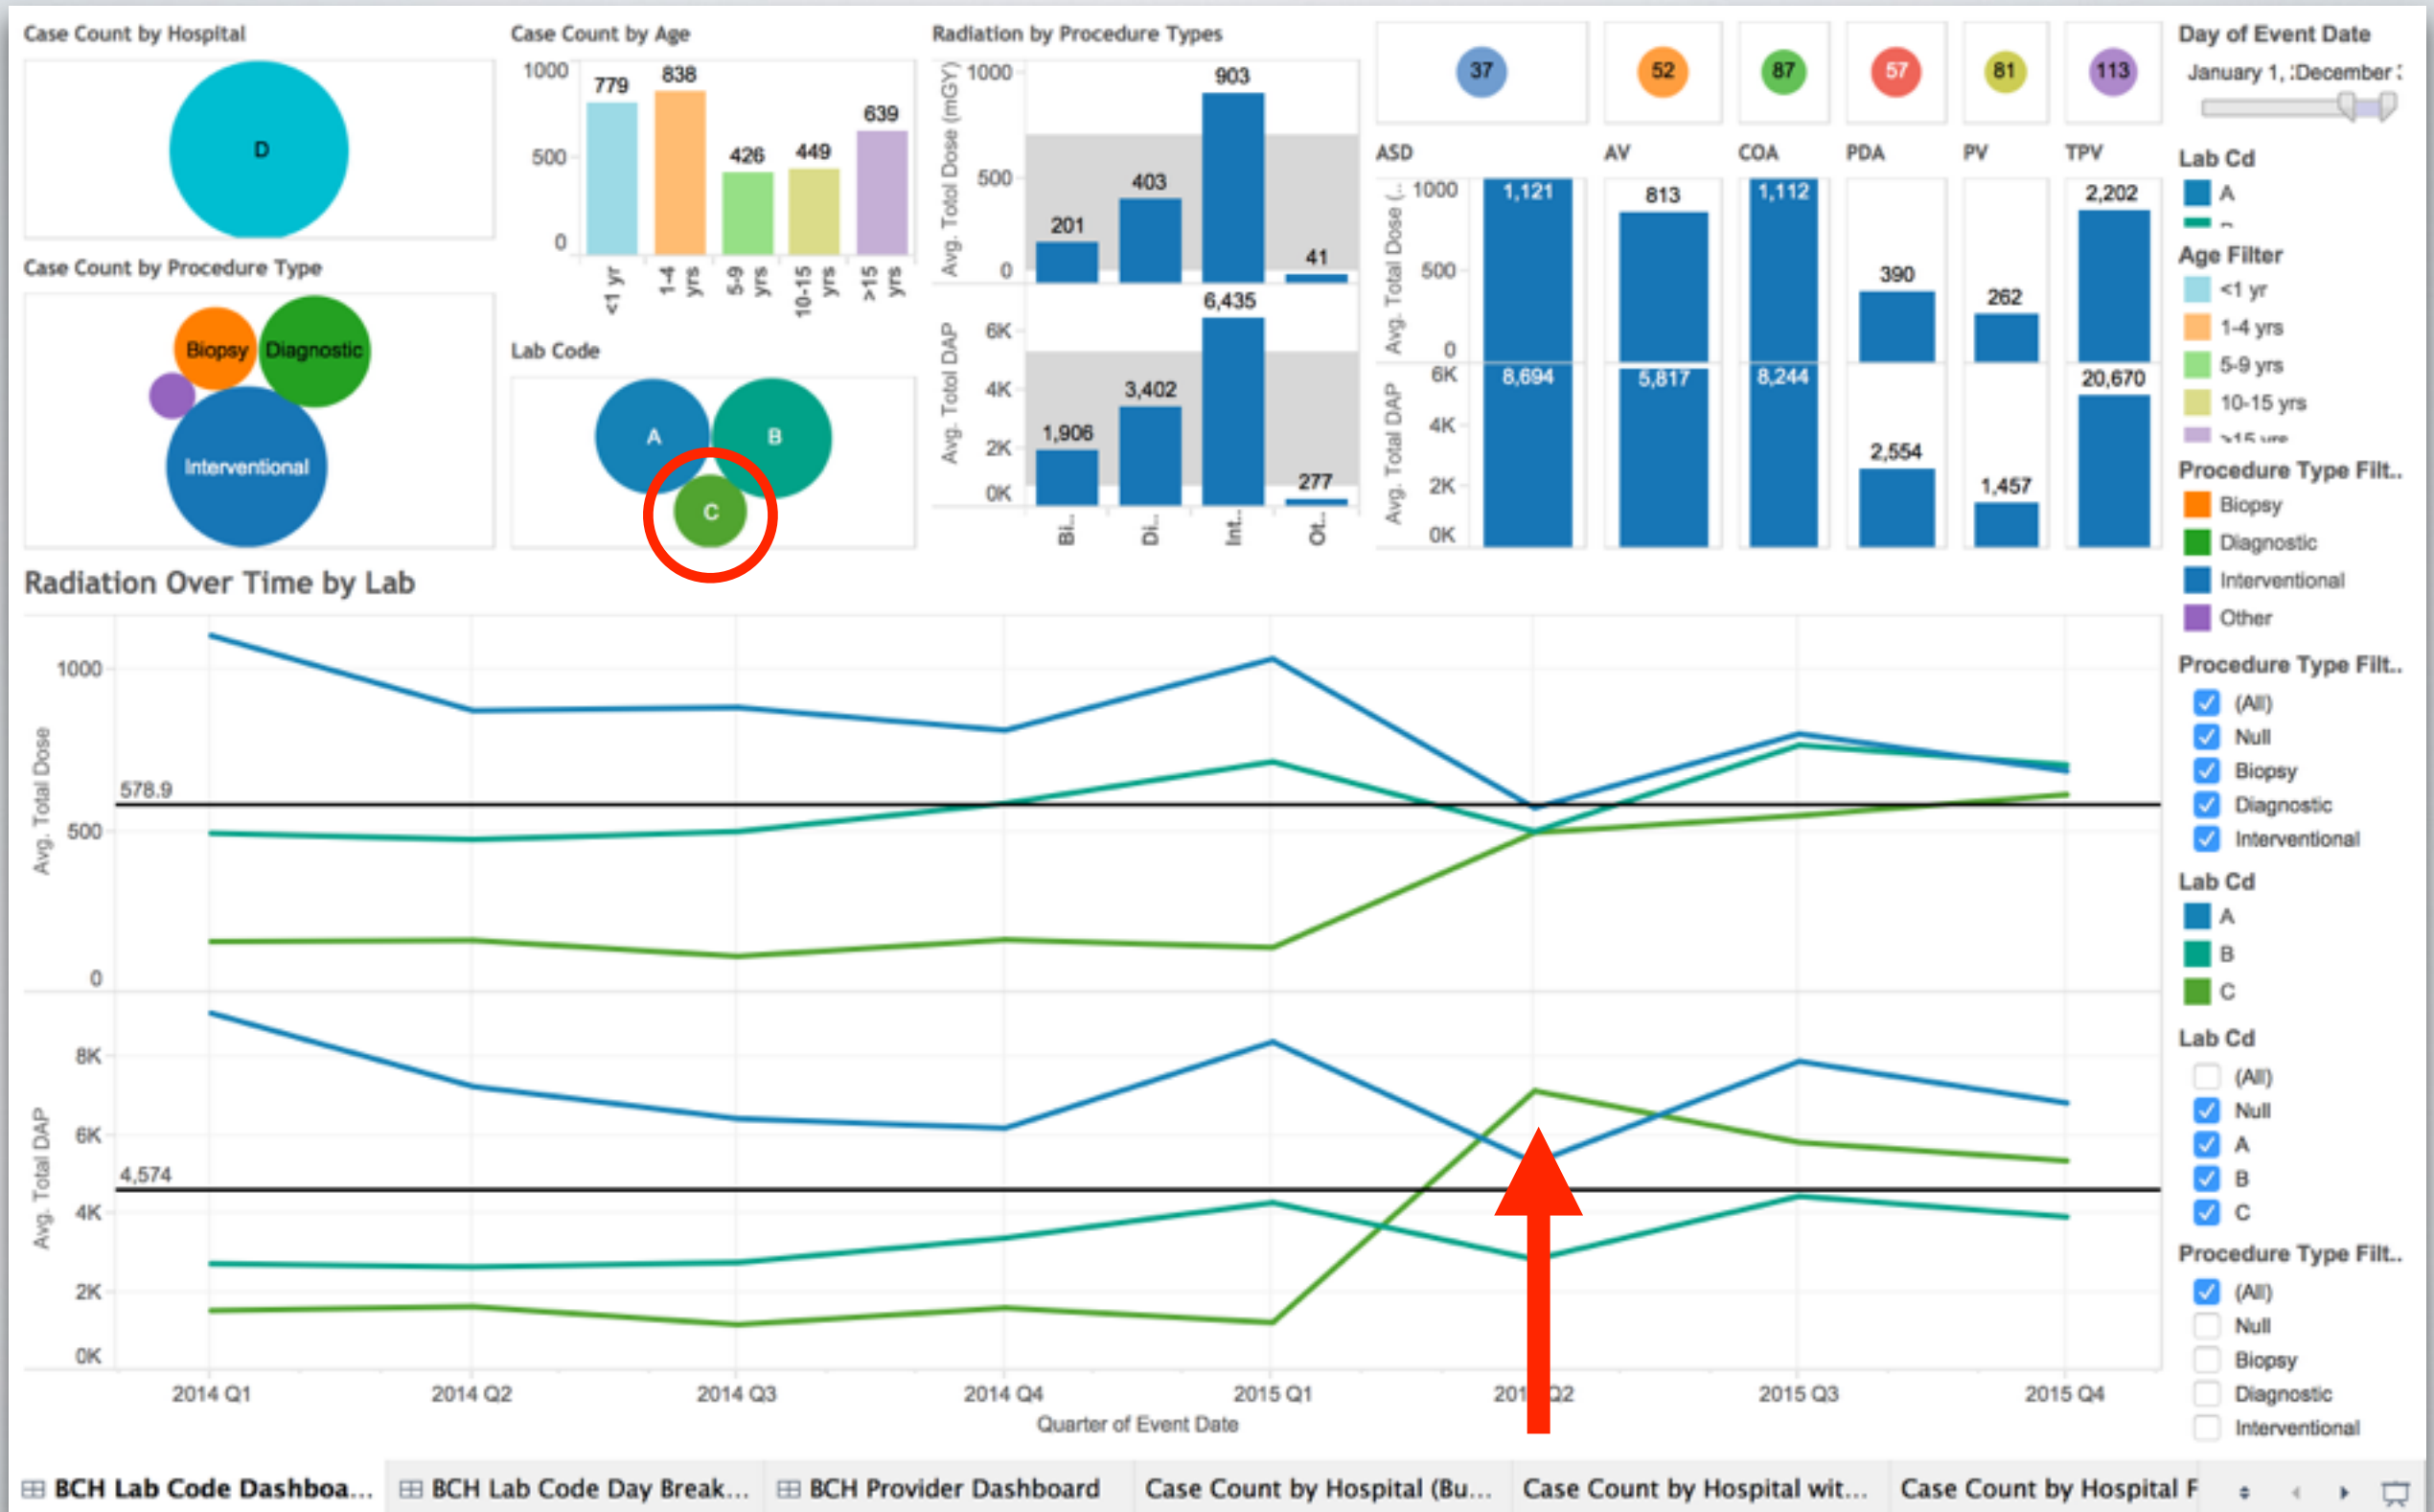 Case Count by Hospital
D
Case Count by Procedure Type
Biopsy
Diagnostic
Interventional
Case Count by Age
1000
500
0
779
838
426
449
639
<1 yr
1-4 yrs
5-9 yrs
10-15 yrs
>15 yrs
Lab Code
A
B
C
Radiation by Procedure Types
Avg. Totol Dose (mGY)
1000
500
0
201
403
903
41
Avg. Totol DAP
6K
4K
2K
0K
1,906
3,402
6,435
277
Bi..
Di..
Int..
Ot..
37
52
87
57
81
113
ASD
AV
COA
PDA
PV
TPV
Avg. Total Dose (..
1000
500
0
1,121
813
1,112
390
262
2,202
Avg. Total DAP
6K
4K
2K
0K
8,694
5,817
8,244
2,554
1,457
20,670
Radiation Over Time by Lab
Avg. Total Dose
1000
578.9
500
0
Avg. Total DAP
8K
6K
4,574
4K
2K
0K
2014 Q1
2014 Q2
2014 Q3
2014 Q4
2015 Q1
201 Q2
2015 Q3
2015 Q4
Quarter of Event Date
Day of Event Date
January 1, :December :
Lab Cd
A
Age Filter
<1 yr
1-4 yrs
5-9 yrs
10-15 yrs
>15 yrs
Procedure Type Filt..
Biopsy
Diagnostic
Interventional
Other
Procedure Type Filt..
(All)
Null
Biopsy
Diagnostic
Interventional
Lab Cd
A
B
C
Lab Cd
(All)
Null
A
B
C
Procedure Type Filt..
(All)
Null
Biopsy
Diagnostic
Interventional
BCH Lab Code Dashboa...
BCH Lab Code Day Break...
BCH Provider Dashboard
Case Count by Hospital (Bu...
Case Count by Hospital wit...
Case Count by Hospital F